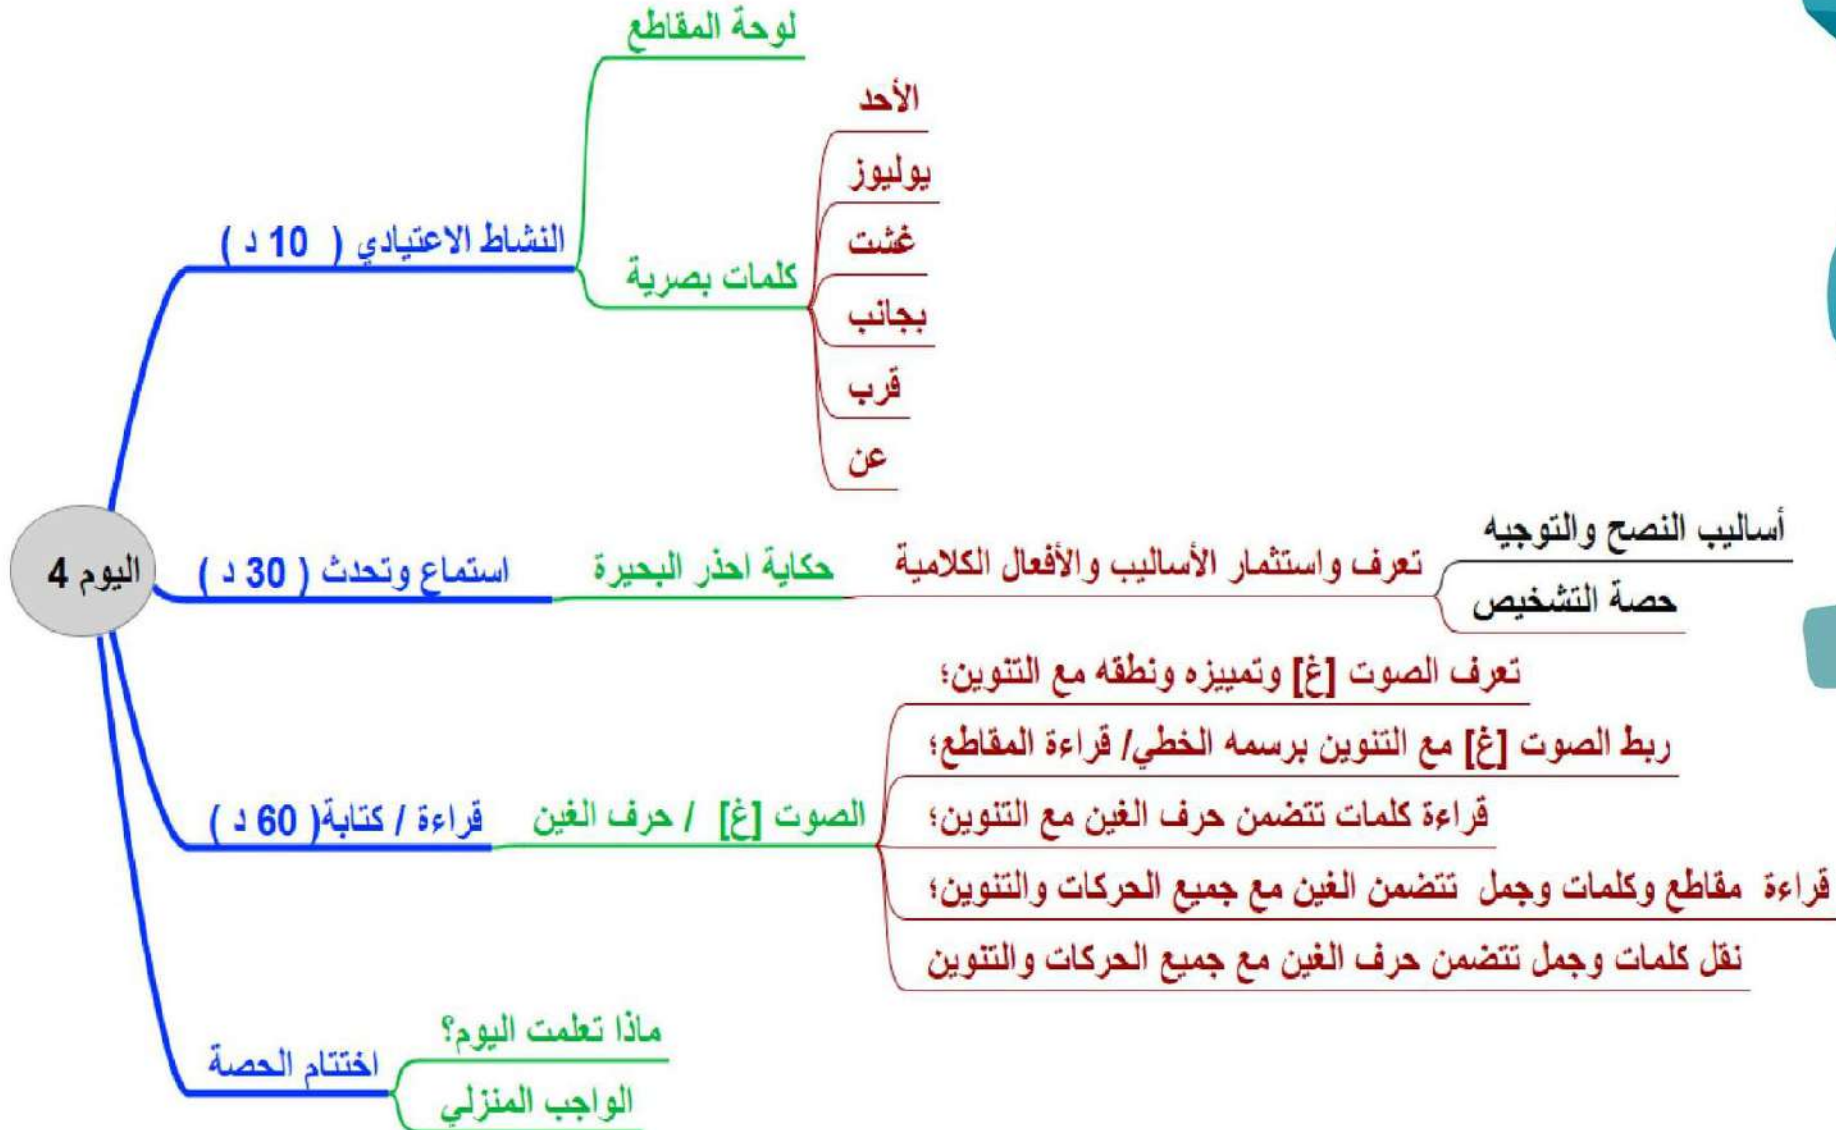 اليوم 4
النشاط الاعتيادي ( 10 د )
لوحة المقاطع
كلمات بصرية
الأحد
يوليوز
غشت
بجانب
قرب
عن
استماع وتحدث ( 30 د )
حكاية احذر البحيرة
تعرف واستثمار الأساليب والأفعال الكلامية
أساليب النصح والتوجيه
حصة التشخيص
قراءة / كتابة( 60 د )
الصوت [غ] / حرف الغين
تعرف الصوت [غ] وتمييزه ونطقه مع التنوين؛
ربط الصوت [غ] مع التنوين برسمه الخطي/ قراءة المقاطع؛
قراءة كلمات تتضمن حرف الغين مع التنوين؛
قراءة مقاطع وكلمات وجمل تتضمن الغين مع جميع الحركات والتنوين؛
نقل كلمات وجمل تتضمن حرف الغين مع جميع الحركات والتنوين
اختتام الحصة
ماذا تعلمت اليوم؟
الواجب المنزلي